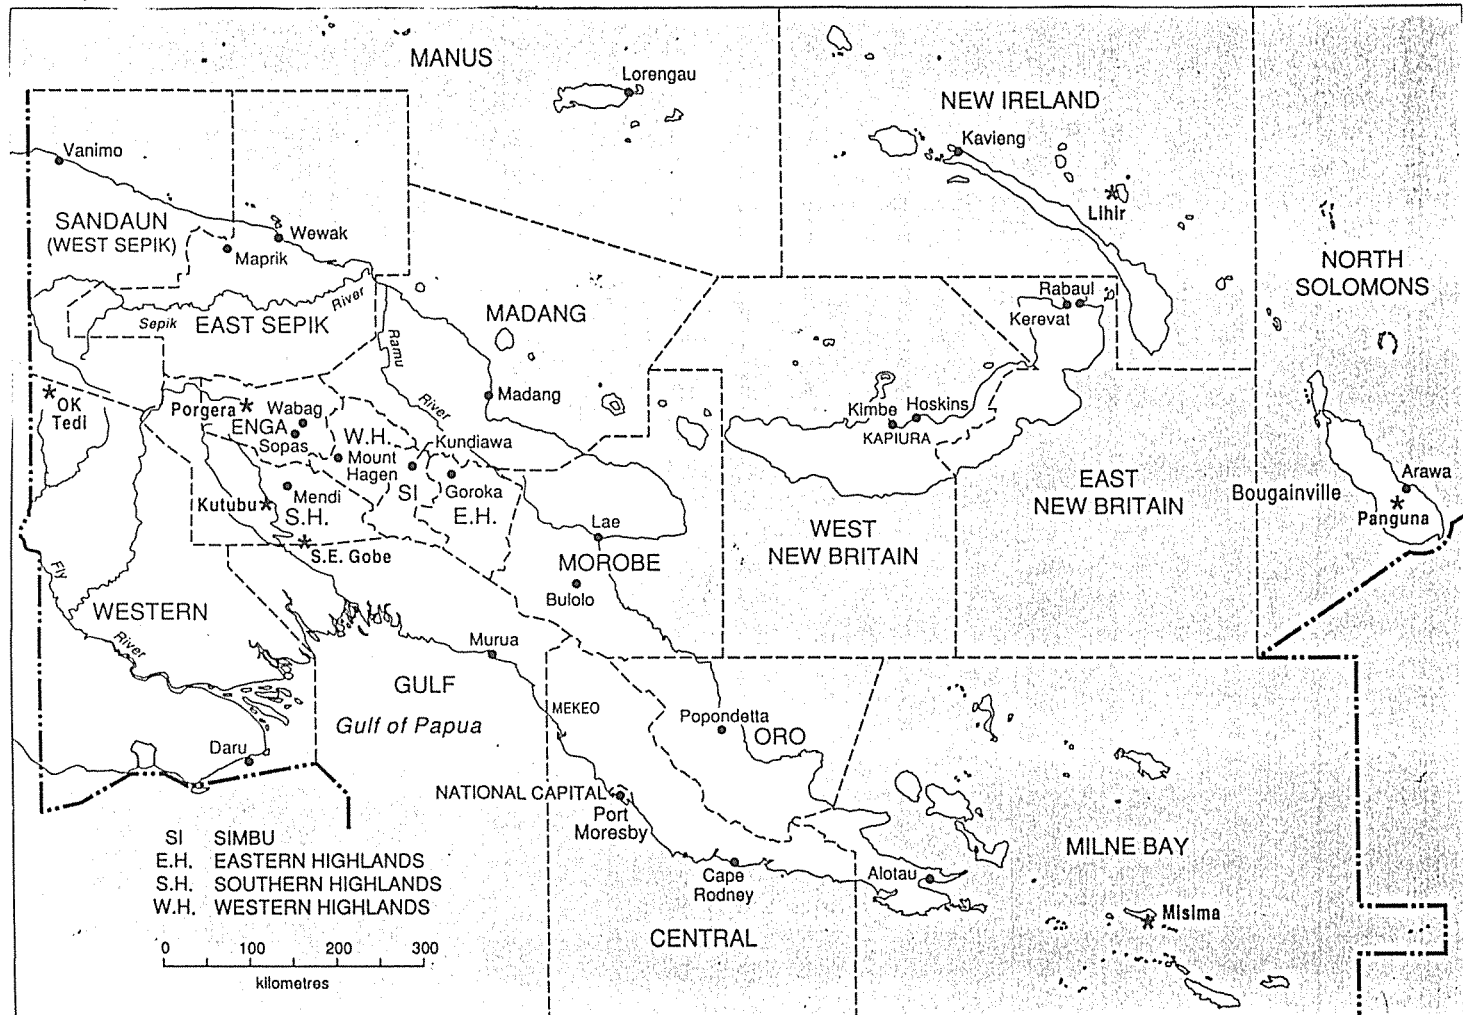 MANUS
Lorengau
NEW IRELAND
Kavieng
Lihir
Vanimo
SANDAUN
(WEST SEPIK)
Wewak
Maprik
NORTH
SOLOMONS
Sepik
River
EAST SEPIK
MADANG
Ramu
River
Rabaul
Kerevat
OK
Tedi
Porgera
Wabag
ENGA
Sopas
W.H.
Mount
Hagen
Kundiawa
Madang
Kimbe
Hoskins
KAPIURA
SI
Goroka
E.H.
Mendi
S.H.
Kutubu
S.E. Gobe
Lae
MOROBE
Bulolo
WEST
NEW BRITAIN
EAST
NEW BRITAIN
Bougainville
Arawa
Panguna
Fly
River
WESTERN
Murua
GULF
Gulf of Papua
MEKEO
Daru
Popondetta
ORO
NATIONAL CAPITAL
Port
Moresby
Cape
Rodney
Alotau
MILNE BAY
Misima
CENTRAL
SI SIMBU
E.H. EASTERN HIGHLANDS
S.H. SOUTHERN HIGHLANDS
W.H. WESTERN HIGHLANDS
0 100 200 300
kilometres